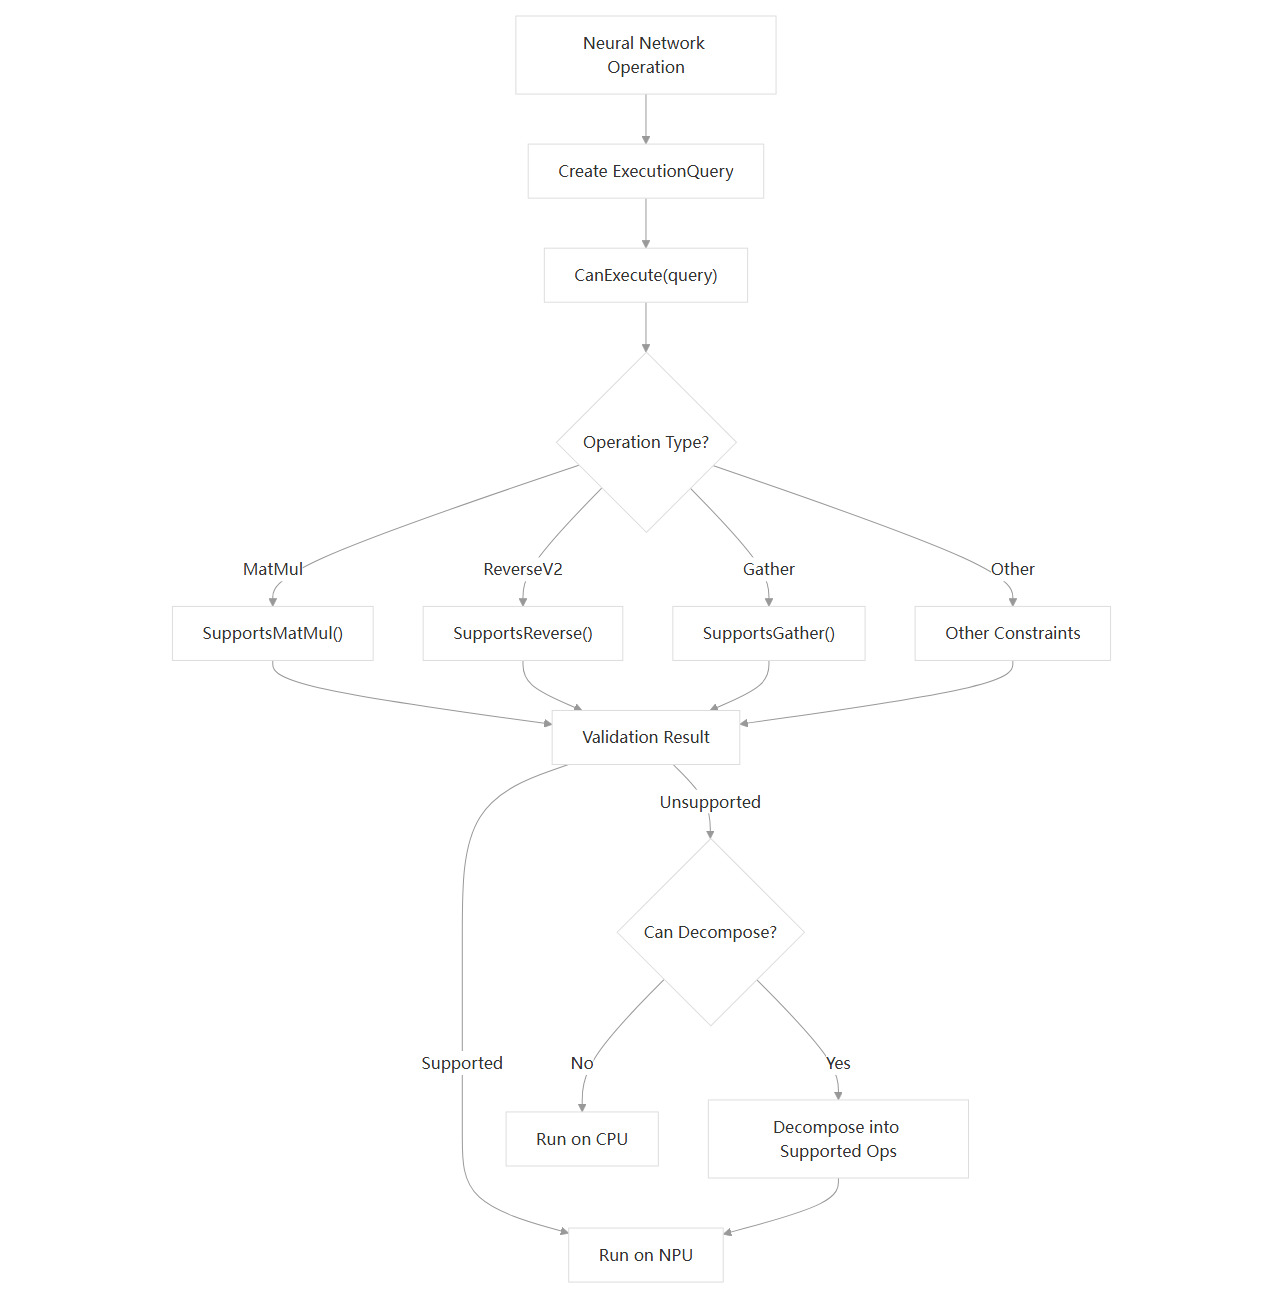 Neural Network
Operation
Create ExecutionQuery
CanExecute(query)
Operation Type?
MatMul
ReverseV2
Gather
Other
SupportsMatMul()
SupportsReverse()
SupportsGather()
Other Constraints
Validation Result
Unsupported
Can Decompose?
Supported
No
Yes
Run on CPU
Decompose into
Supported Ops
Run on NPU